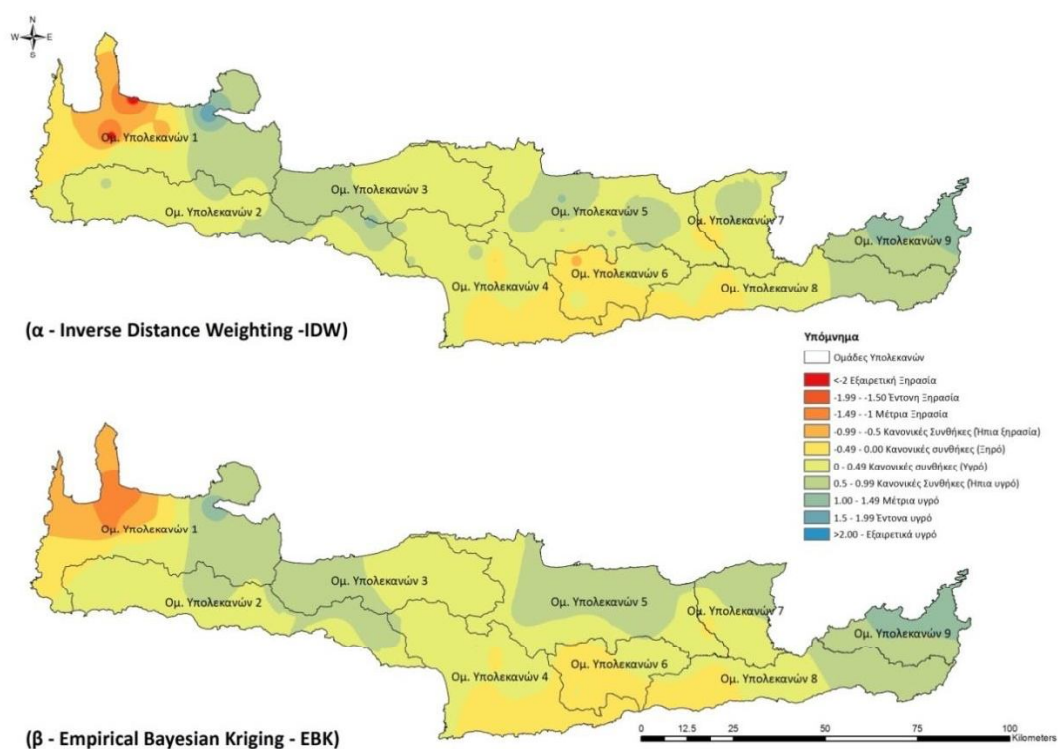 N
W E
S
Ομ. Υπολεκανών 1
Ομ. Υπολεκανών 2
Ομ. Υπολεκανών 3
Ομ. Υπολεκανών 4
Ομ. Υπολεκανών 5
Ομ. Υπολεκανών 6
Ομ. Υπολεκανών 7
Ομ. Υπολεκανών 8
Ομ. Υπολεκανών 9
(α - Inverse Distance Weighting -IDW)
Υπόμνημα
Ομάδες Υπολεκανών
<-2 Εξαιρετική Ξηρασία
-1.99 - -1.50 Έντονη Ξηρασία
-1.49 - -1 Μέτρια Ξηρασία
-0.99 - -0.5 Κανονικές Συνθήκες (Ήπια ξηρασία)
-0.49 - 0.00 Κανονικές συνθήκες (Ξηρό)
0 - 0.49 Κανονικές συνθήκες (Υγρό)
0.5 - 0.99 Κανονικές Συνθήκες (Ήπια υγρό)
1.00 - 1.49 Μέτρια υγρό
1.5 - 1.99 Έντονα υγρό
>2.00 - Εξαιρετικά υγρό
Ομ. Υπολεκανών 1
Ομ. Υπολεκανών 2
Ομ. Υπολεκανών 3
Ομ. Υπολεκανών 4
Ομ. Υπολεκανών 5
Ομ. Υπολεκανών 6
Ομ. Υπολεκανών 7
Ομ. Υπολεκανών 8
Ομ. Υπολεκανών 9
(β - Empirical Bayesian Kriging - EBK)
0 12.5 25 50 75 100
Kilometers